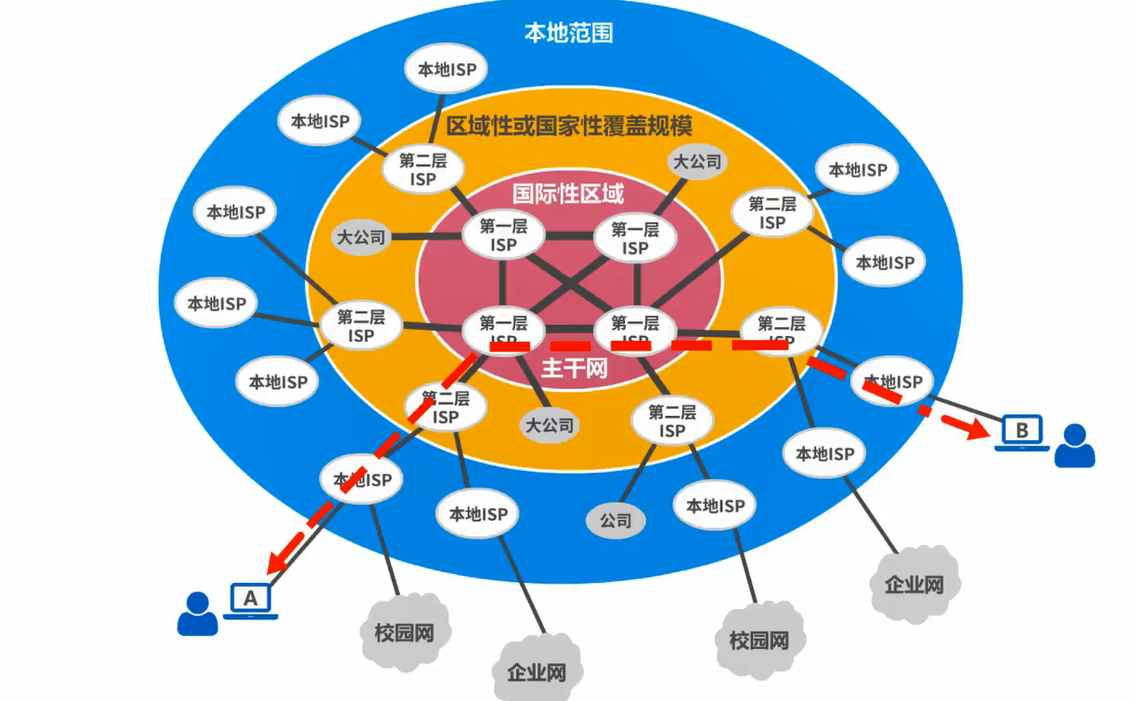 本地范围
本地ISP
本地ISP
区域性或国家性覆盖规模
第二层
ISP
大公司
本地ISP
国际性区域
本地ISP
第二层
ISP
大公司
第一层
ISP
第一层
ISP
本地ISP
本地ISP
第二层
ISP
第一层
ISP
第一层
ISP
第二层
ISP
主干网
本地ISP
本地ISP
第二层
ISP
大公司
第二层
ISP
B
本地ISP
本地ISP
本地ISP
公司
本地ISP
A
企业网
校园网
企业网
校园网